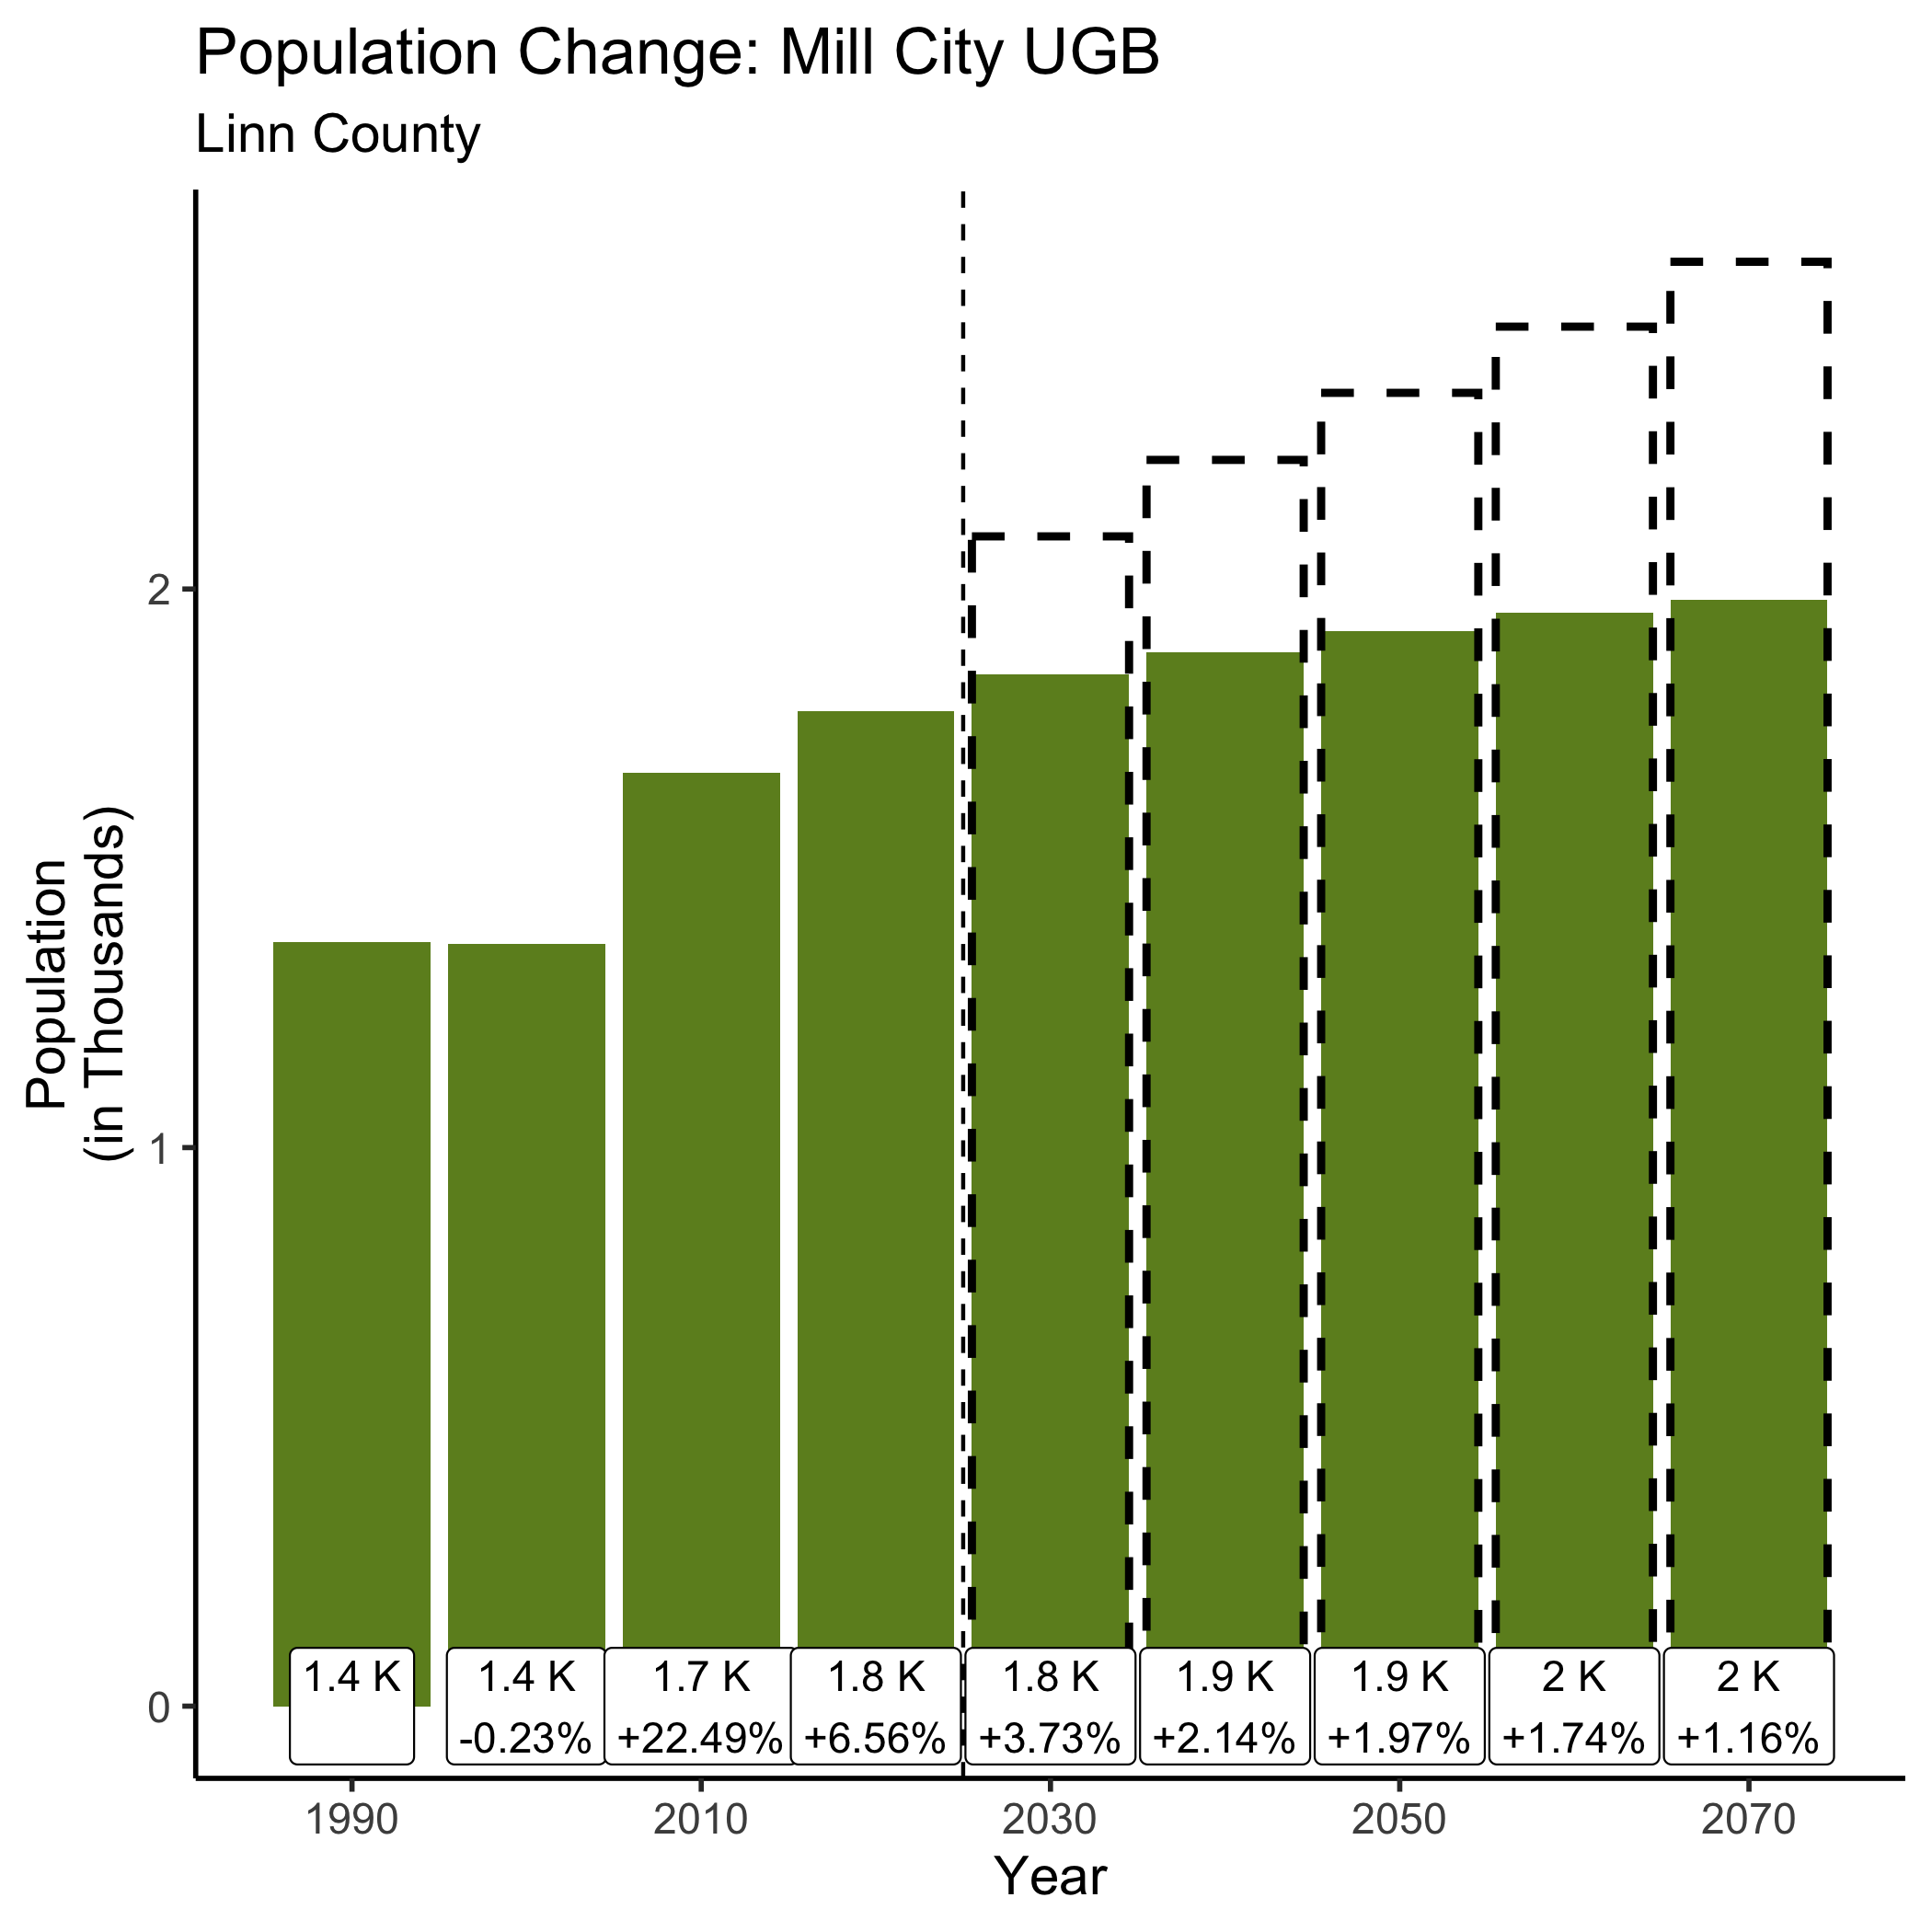 Population Change: Mill City UGB
Linn County
Population
(in Thousands)
2
1
0
1.4 K
1.4 K
-0.23%
1.7 K
+22.49%
1.8 K
+6.56%
1.8 K
+3.73%
1.9 K
+2.14%
1.9 K
+1.97%
2 K
+1.74%
2 K
+1.16%
1990
2010
2030
2050
2070
Year